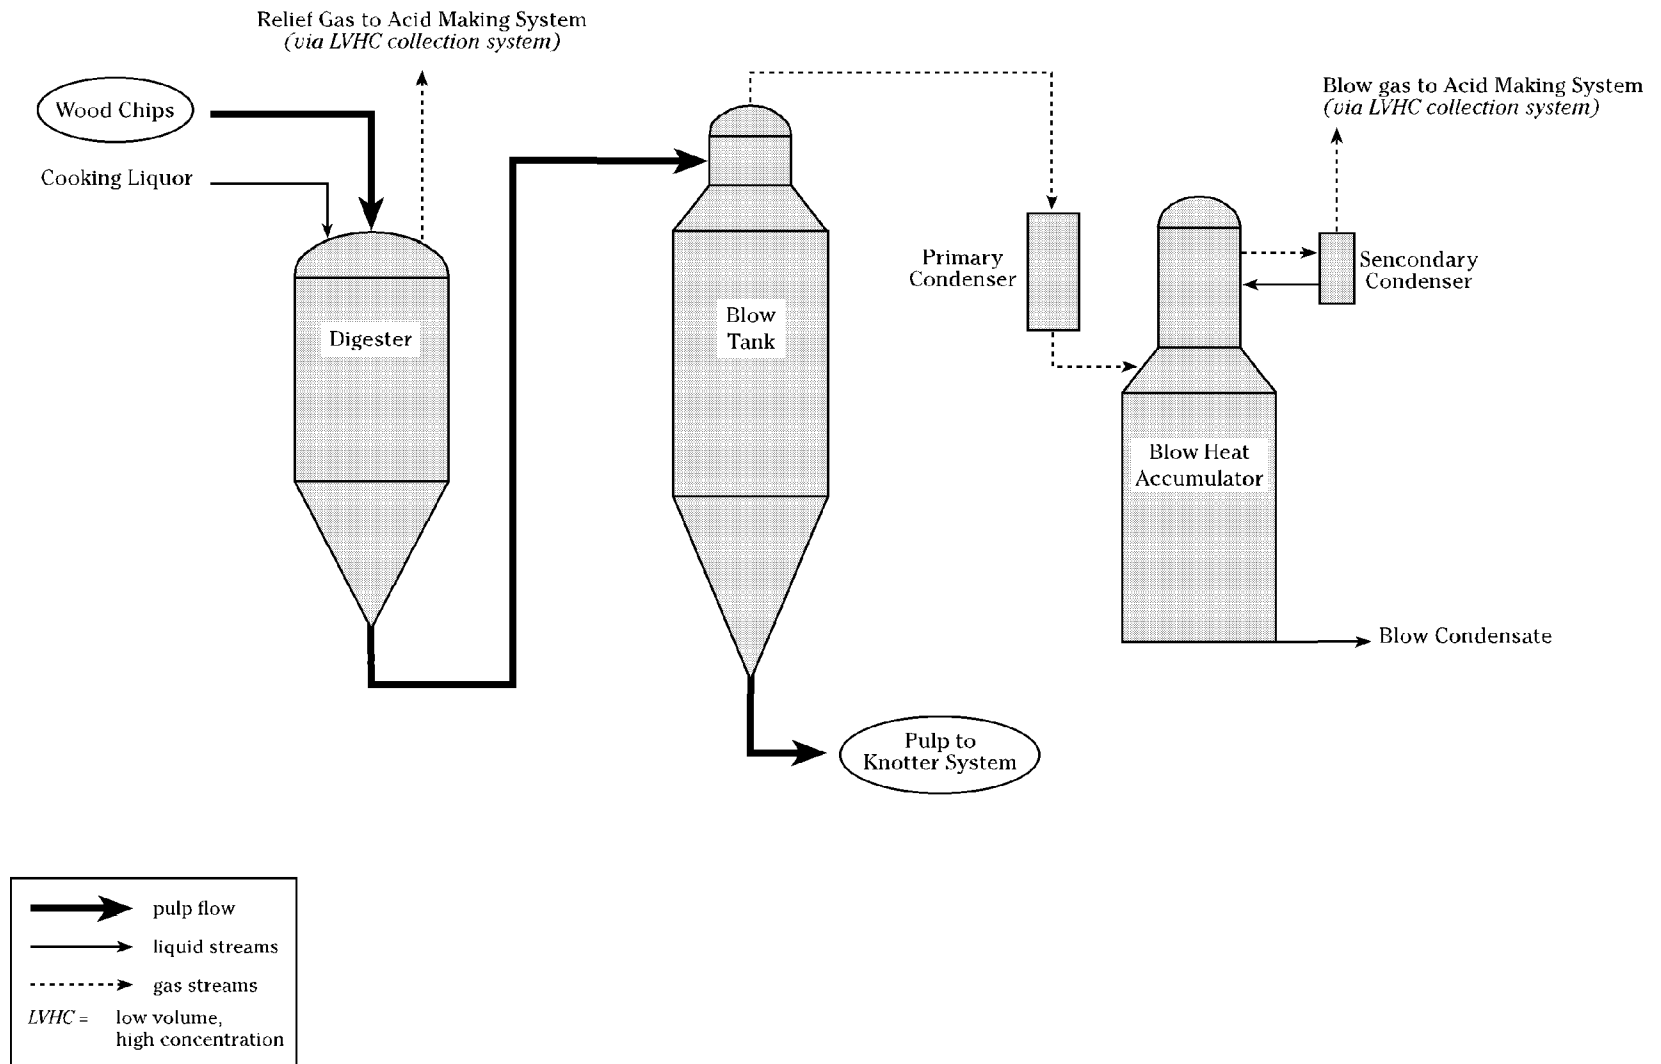 Relief Gas to Acid Making System
(via LVHC collection system)
Wood Chips
Cooking Liquor
Blow gas to Acid Making System
(via LVHC collection system)
Primary
Condenser
Sencondary
Condenser
Digester
Blow
Tank
Blow Heat
Accumulator
Blow Condensate
Pulp to
Knotter System
pulp flow
liquid streams
gas streams
LVHC = low volume,
high concentration